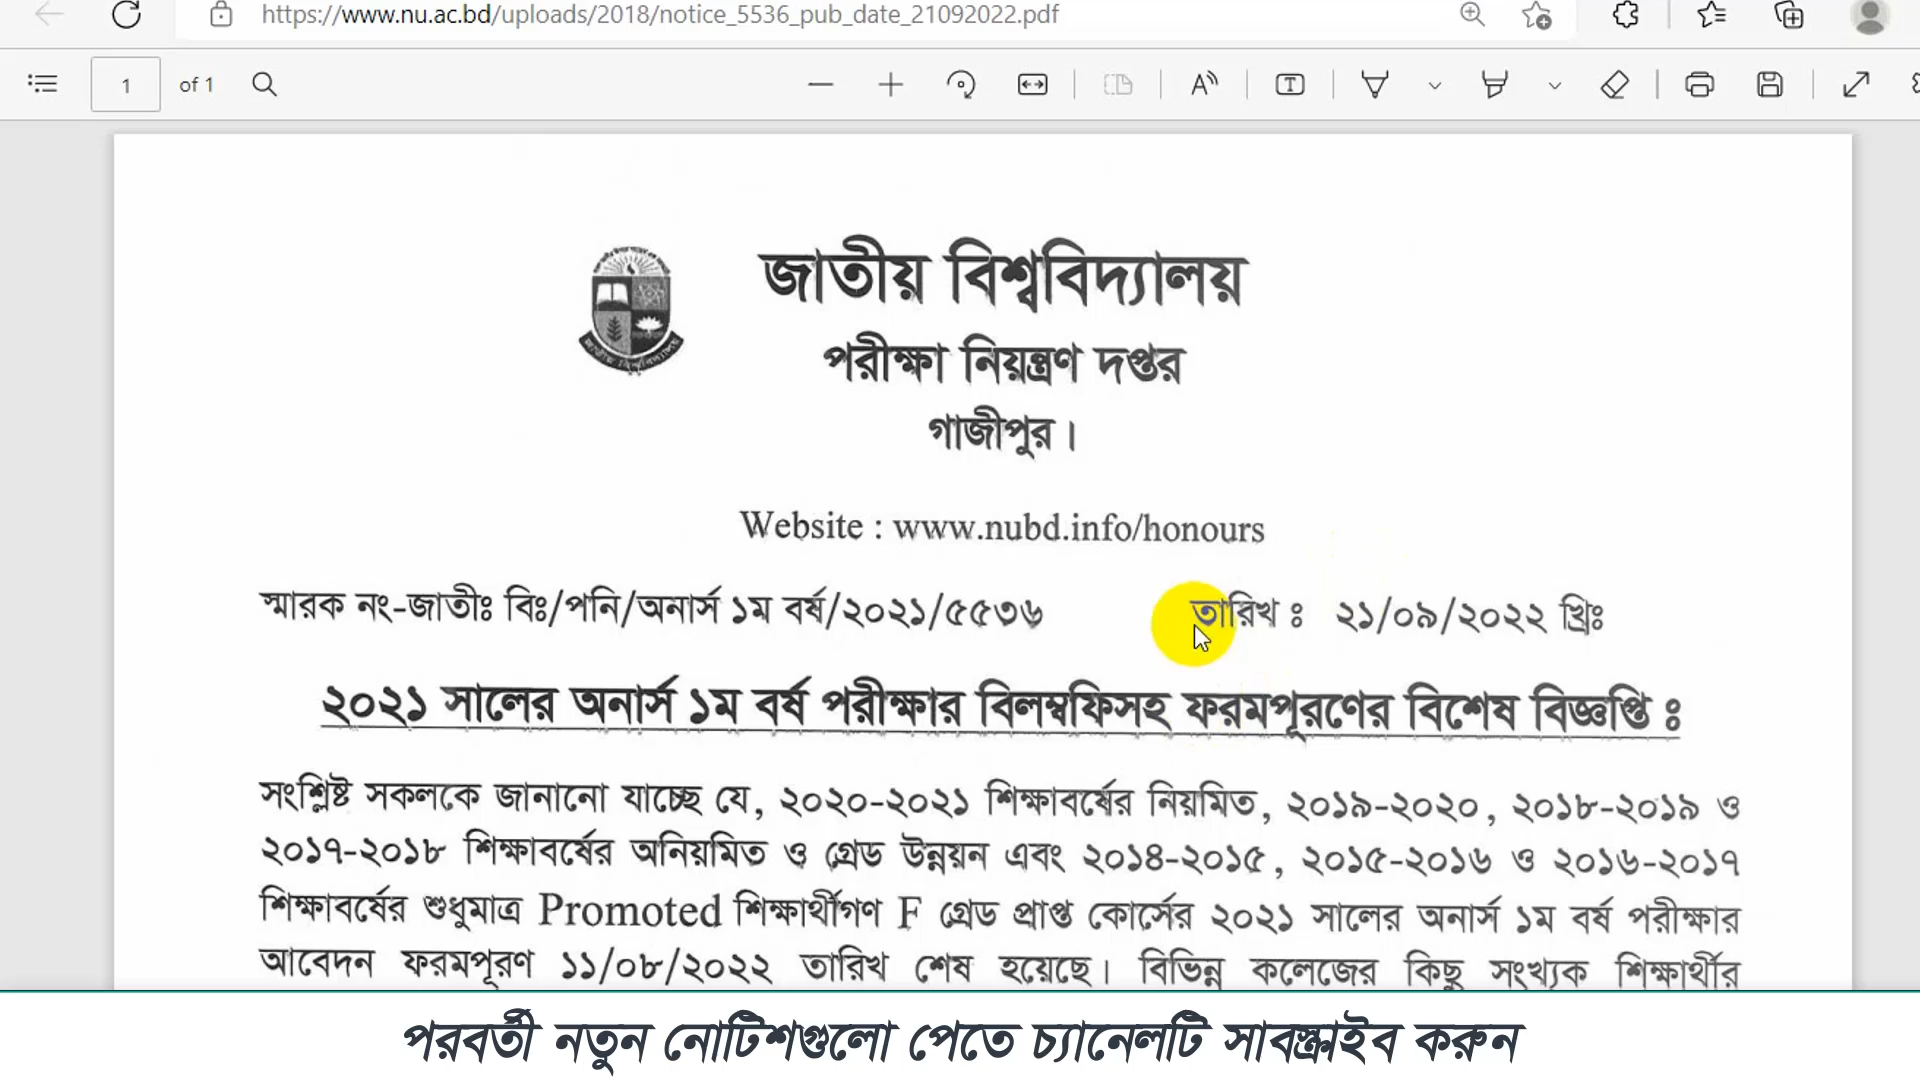 https://www.nu.ac.bd/uploads/2018/notice_5536_pub_date_21092022.pdf
1 of 1
জাতীয় বিশ্ববিদ্যালয়
পরীক্ষা নিয়ন্ত্রণ দপ্তর
গাজীপুর।
Website : www.nubd.info/honours
স্মারক নং-জাতীঃ বিঃ/পনি/অনার্স ১ম বর্ষ/২০২১/৫৫৩৬ তারিখ ঃ ২১/০৯/২০২২ খ্রিঃ
২০২১ সালের অনার্স ১ম বর্ষ পরীক্ষার বিলম্বফিসহ ফরমপূরণের বিশেষ বিজ্ঞপ্তি ঃ
সংশ্লিষ্ট সকলকে জানানো যাচ্ছে যে, ২০২০-২০২১ শিক্ষাবর্ষের নিয়মিত, ২০১৯-২০২০, ২০১৮-২০১৯ ও
২০১৭-২০১৮ শিক্ষাবর্ষের অনিয়মিত ও গ্রেড উন্নয়ন এবং ২০১৪-২০১৫, ২০১৫-২০১৬ ও ২০১৬-২০১৭
শিক্ষাবর্ষের শুধুমাত্র Promoted শিক্ষার্থীগণ F গ্রেড প্রাপ্ত কোর্সের ২০২১ সালের অনার্স ১ম বর্ষ পরীক্ষার
আবেদন ফরমপূরণ ১১/০৮/২০২২ তারিখ শেষ হয়েছে। বিভিন্ন কলেজের কিছু সংখ্যক শিক্ষার্থীর
পরবর্তী নতুন নোটিশগুলো পেতে চ্যানেলটি সাবস্ক্রাইব করুন